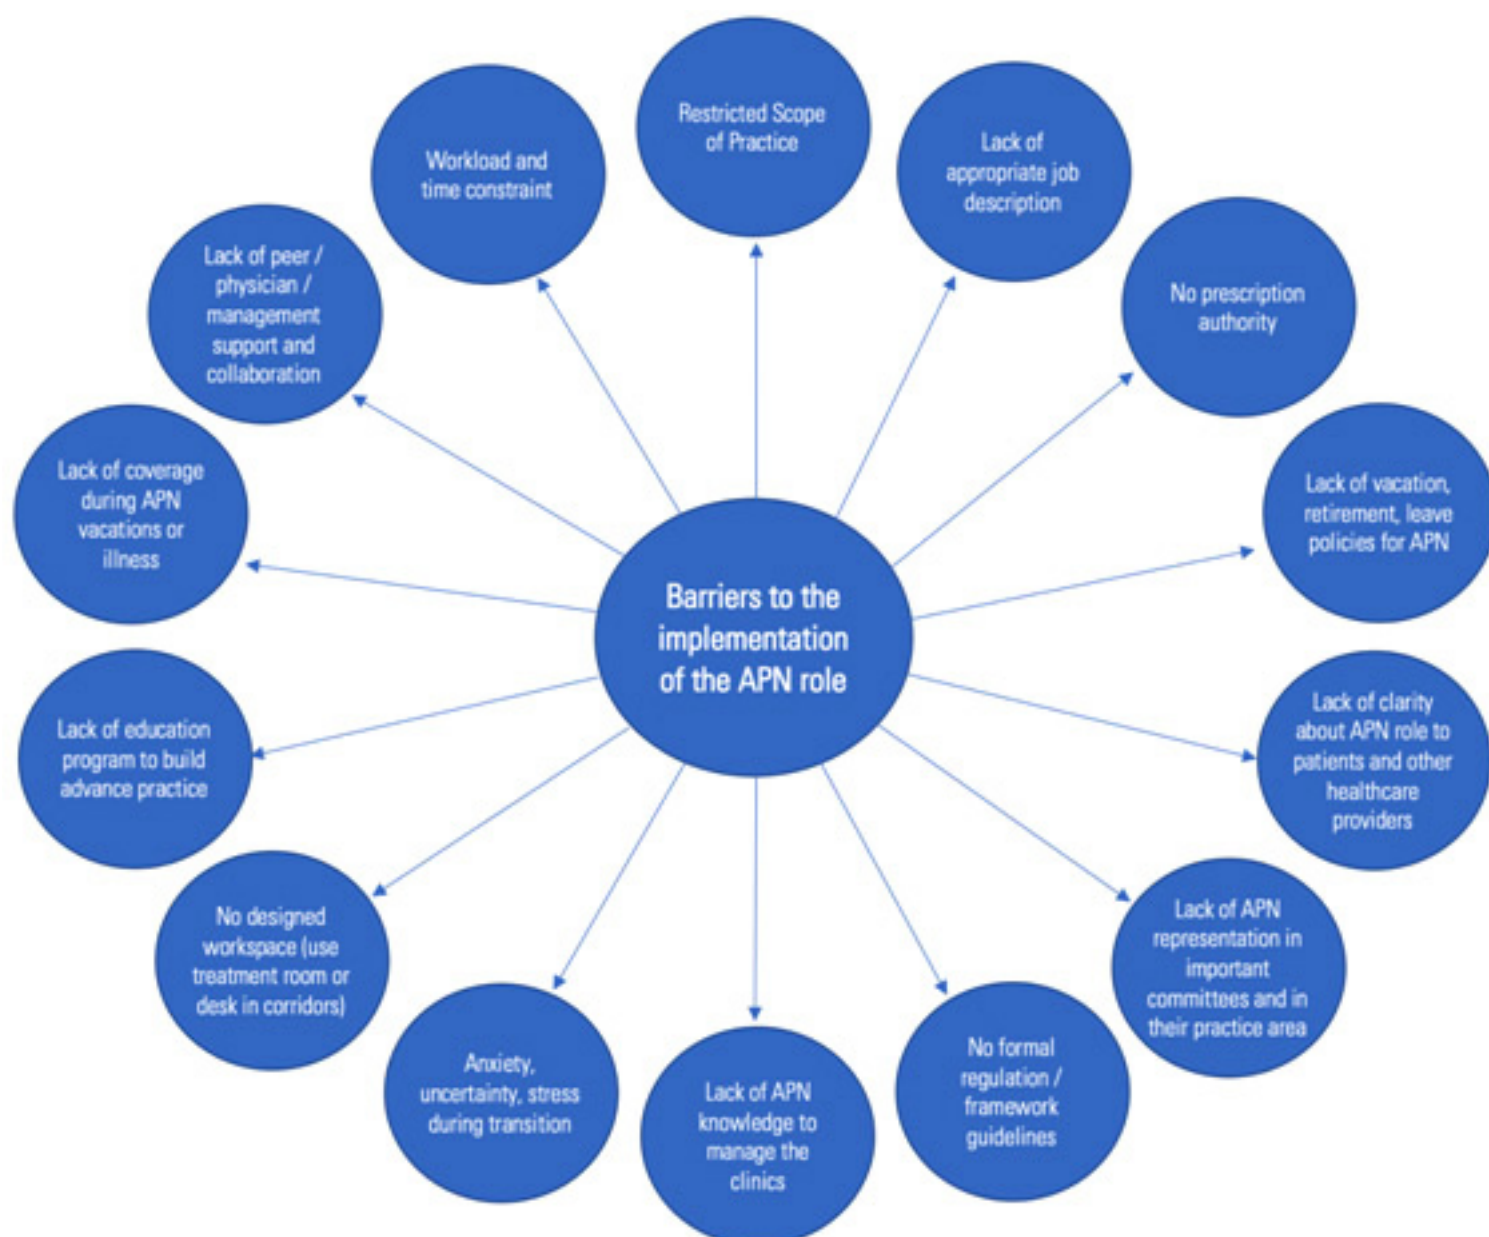 Restricted Scope
of Practice
Lack of
appropriate job
description
No prescription
authority
Lack of vacation,
retirement, leave
policies for APN
Lack of clarity
about APN role to
patients and other
healthcare
providers
Lack of APN
representation in
important
committees and in
their practice area
No formal
regulation /
framework
guidelines
Lack of APN
knowledge to
manage the
clinics
Anxiety,
uncertainty, stress
during transition
No designed
workspace (use
treatment room or
desk in corridors)
Lack of education
program to build
advance practice
Lack of coverage
during APN
vacations or
illness
Lack of peer /
physician /
management
support and
collaboration
Workload and
time constraint
Barriers to the
implementation
of the APN role